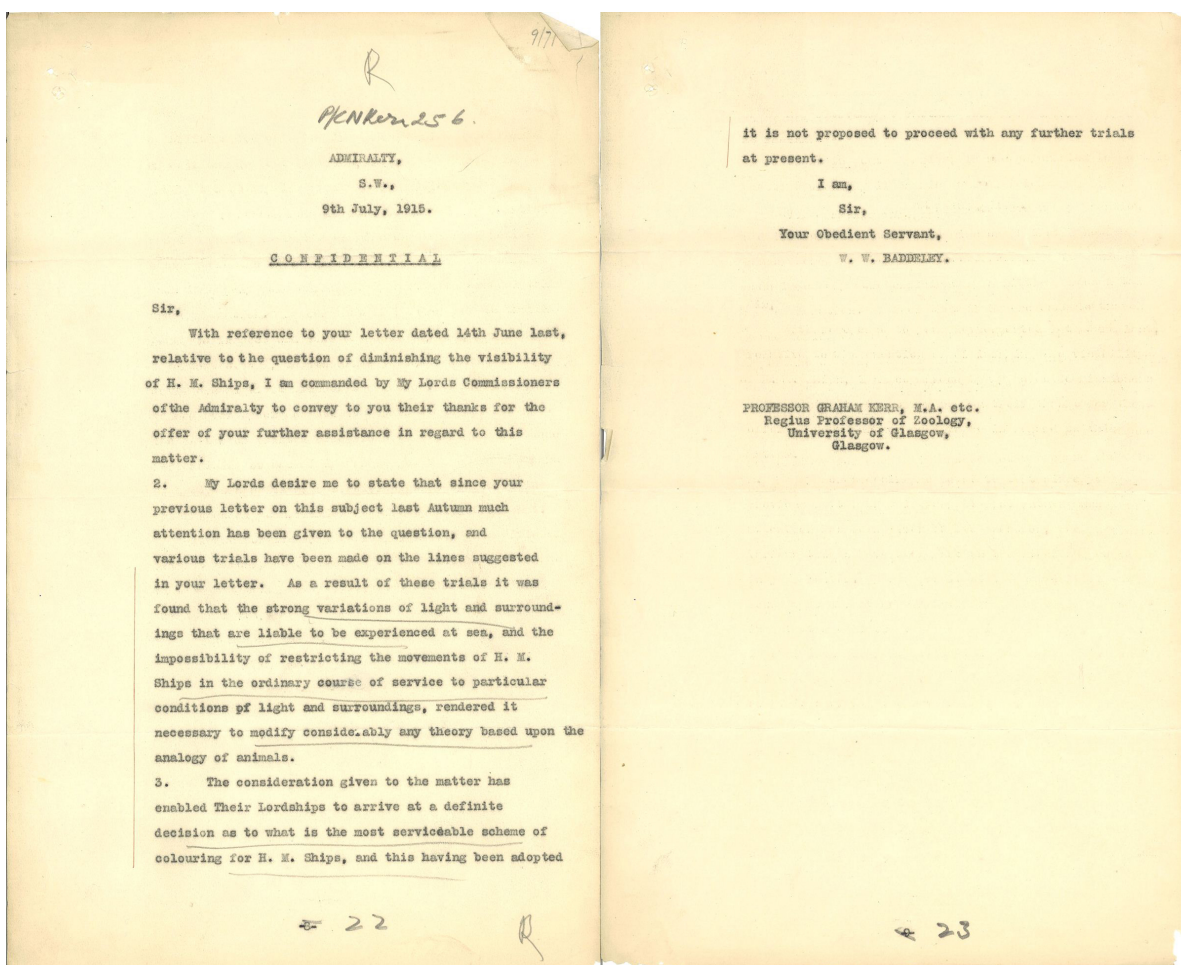 9/7/
R
ADMIRALTY,
S.W.,
9th July, 1915.
CONFIDENTIAL
Sir,
With reference to your letter dated 14th June last,
relative to the question of diminishing the visibility
of H. M. Ships, I am commanded by My Lords Commissioners
ofthe Admiralty to convey to you their thanks for the
offer of your further assistance in regard to this
matter.
2. My Lords desire me to state that since your
previous letter on this subject last Autumn much
attention has been given to the question, and
various trials have been made on the lines suggested
in your letter. As a result of these trials it was
found that the strong variations of light and surround-
ings that are liable to be experienced at sea, and the
impossibility of restricting the movements of H. M.
Ships in the ordinary course of service to particular
conditions of light and surroundings, rendered it
necessary to modify conside.ably any theory based upon the
analogy of animals.
3. The consideration given to the matter has
enabled Their Lordships to arrive at a definite
decision as to what is the most serviceable scheme of
colouring for H. M. Ships, and this having been adopted
22
R
it is not proposed to proceed with any further trials
at present.
I am,
Sir,
Your Obedient Servant,
W. W. BADDELEY.
PROFESSOR GRAHAM KERR, M.A. etc.
Regius Professor of Zoology,
University of Glasgow,
Glasgow.
23